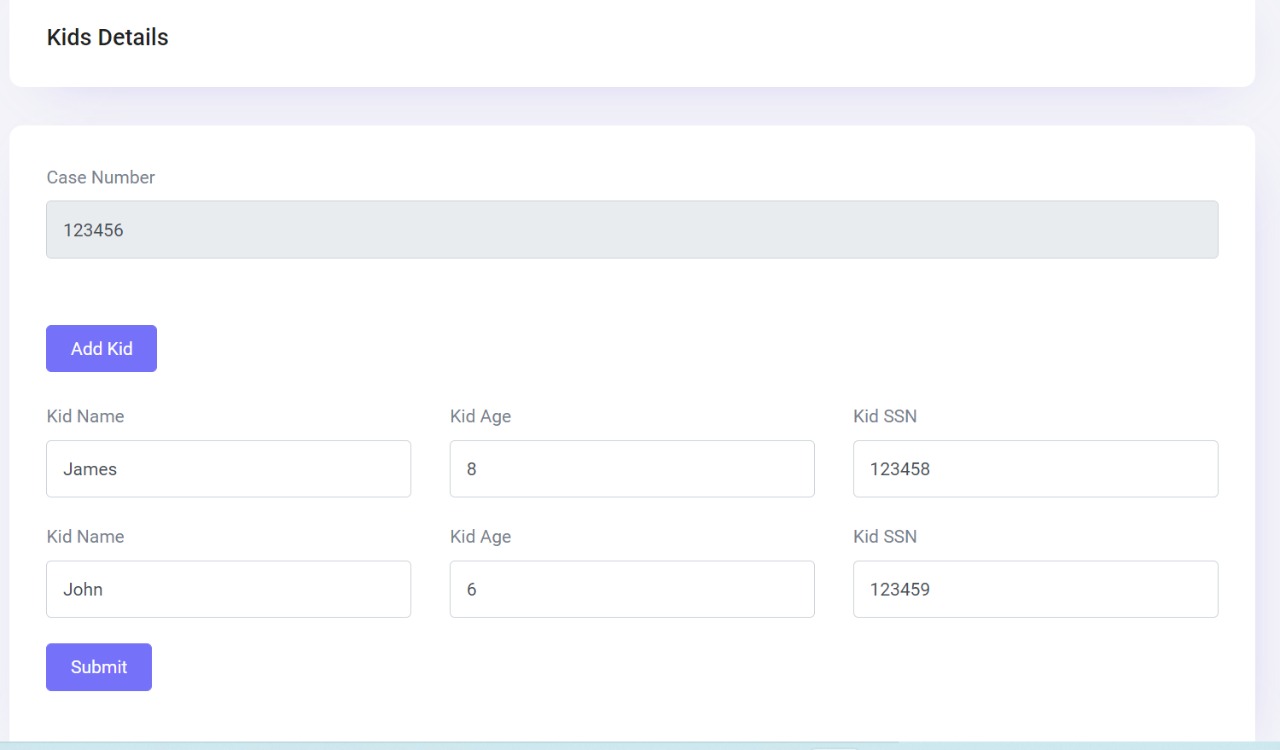 Kids Details
Case Number
123456
Add Kid
Kid Name Kid Age Kid SSN
James 8 123458
Kid Name Kid Age Kid SSN
John 6 123459
Submit